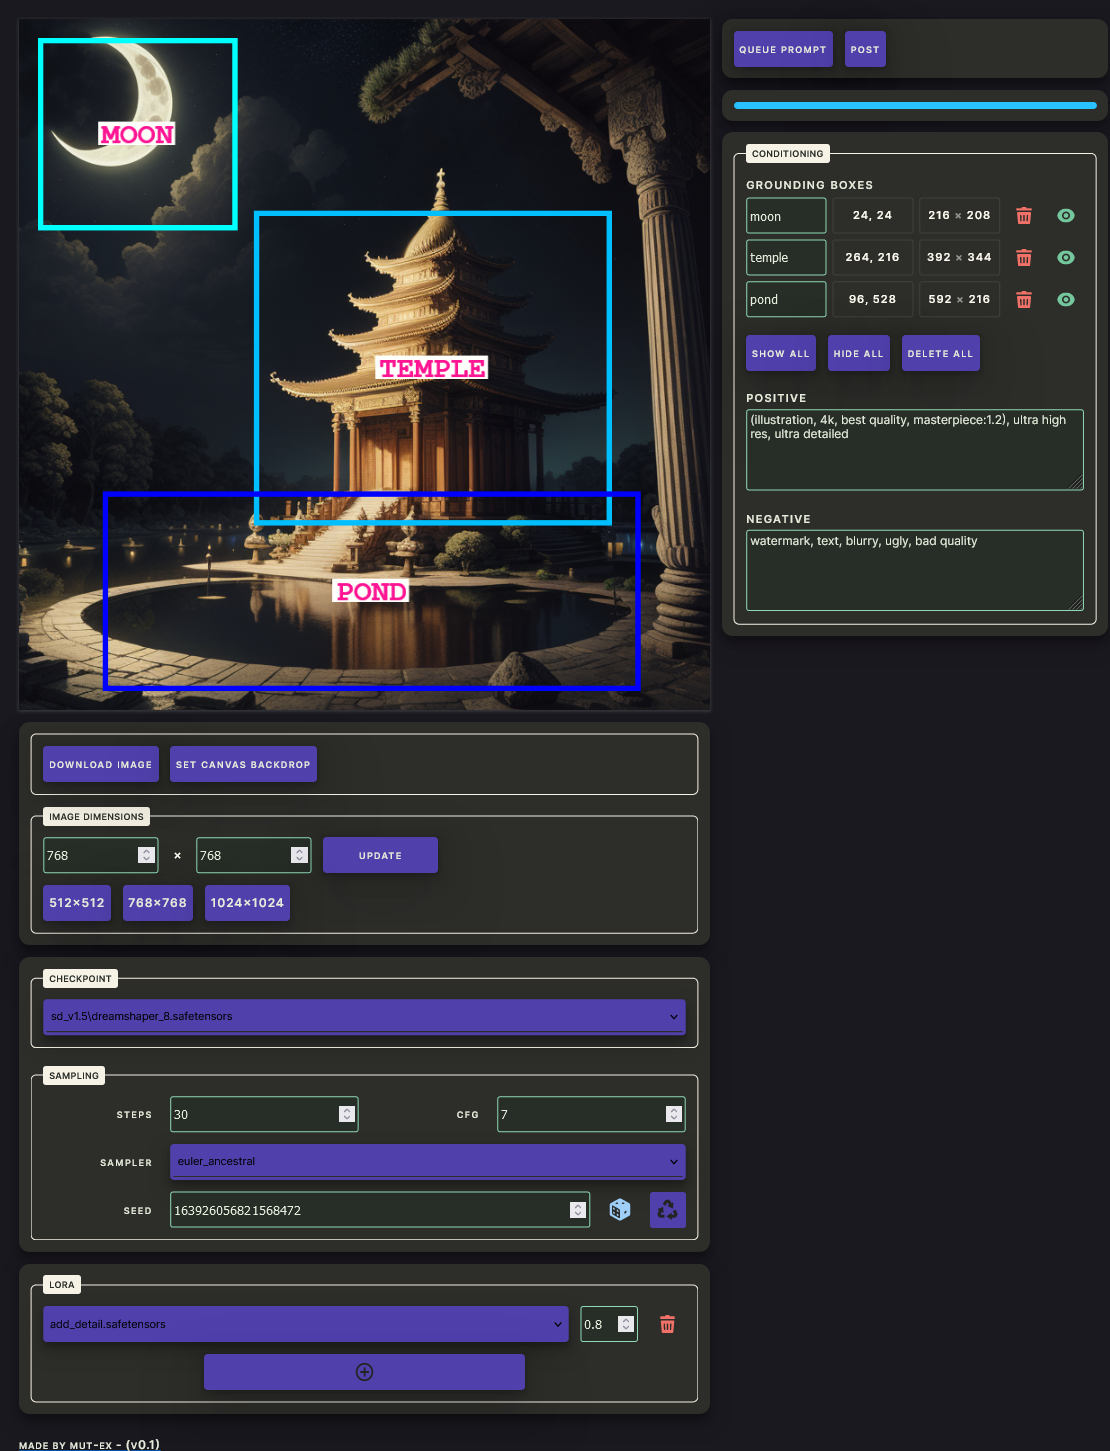 MOON
TEMPLE
POND
QUEUE PROMPT
POST
CONDITIONING
GROUNDING BOXES
moon 24, 24 216 × 208
temple 264, 216 392 × 344
pond 96, 528 592 × 216
SHOW ALL HIDE ALL DELETE ALL
POSITIVE
(illustration, 4k, best quality, masterpiece:1.2), ultra high
res, ultra detailed
NEGATIVE
watermark, text, blurry, ugly, bad quality
DOWNLOAD IMAGE SET CANVAS BACKDROP
IMAGE DIMENSIONS
768 × 768 UPDATE
512×512 768×768 1024×1024
CHECKPOINT
sd_v1.5\dreamshaper_8.safetensors
SAMPLING
STEPS 30 CFG 7
SAMPLER euler_ancestral
SEED 163926056821568472
LORA
add_detail.safetensors 0.8
MADE BY MUT-EX - (v0.1)